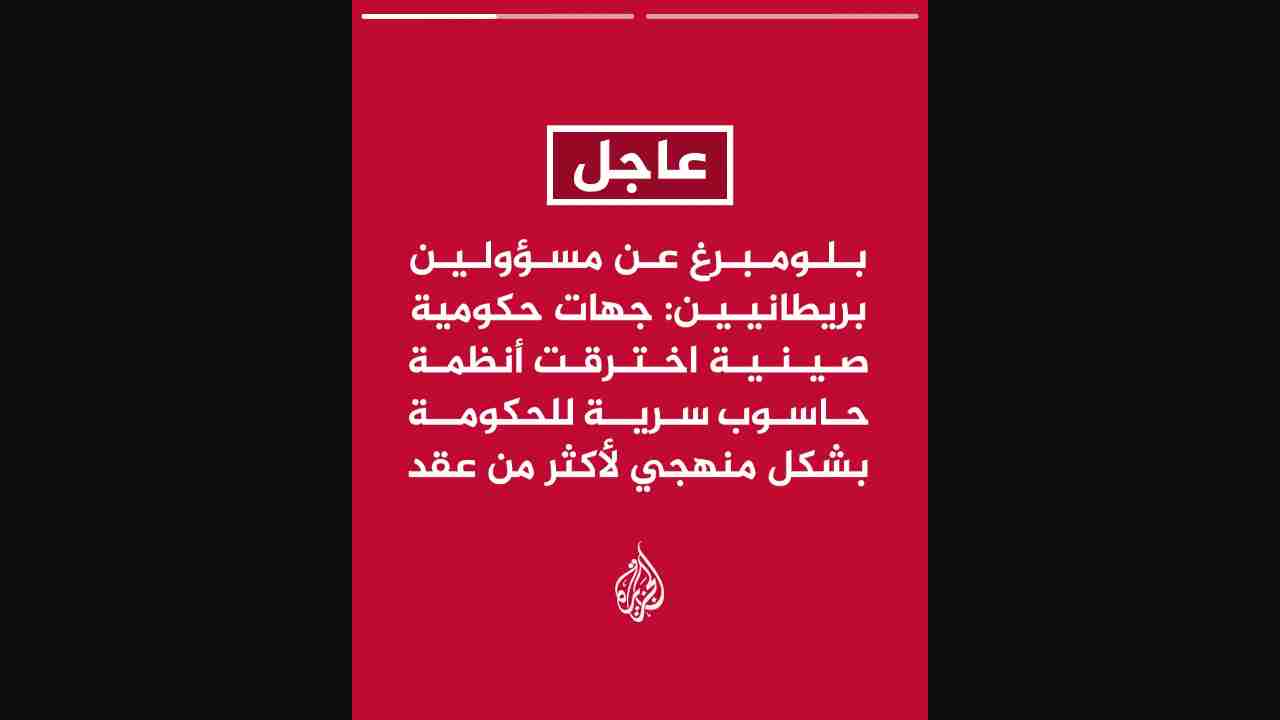 عاجل
بلومبرغ عن مسؤولين
بريطانيين: جهات حكومية
صينية اخترقت أنظمة
حاسوب سرية للحكومة
بشكل منهجي لأكثر من عقد
الجزيرة